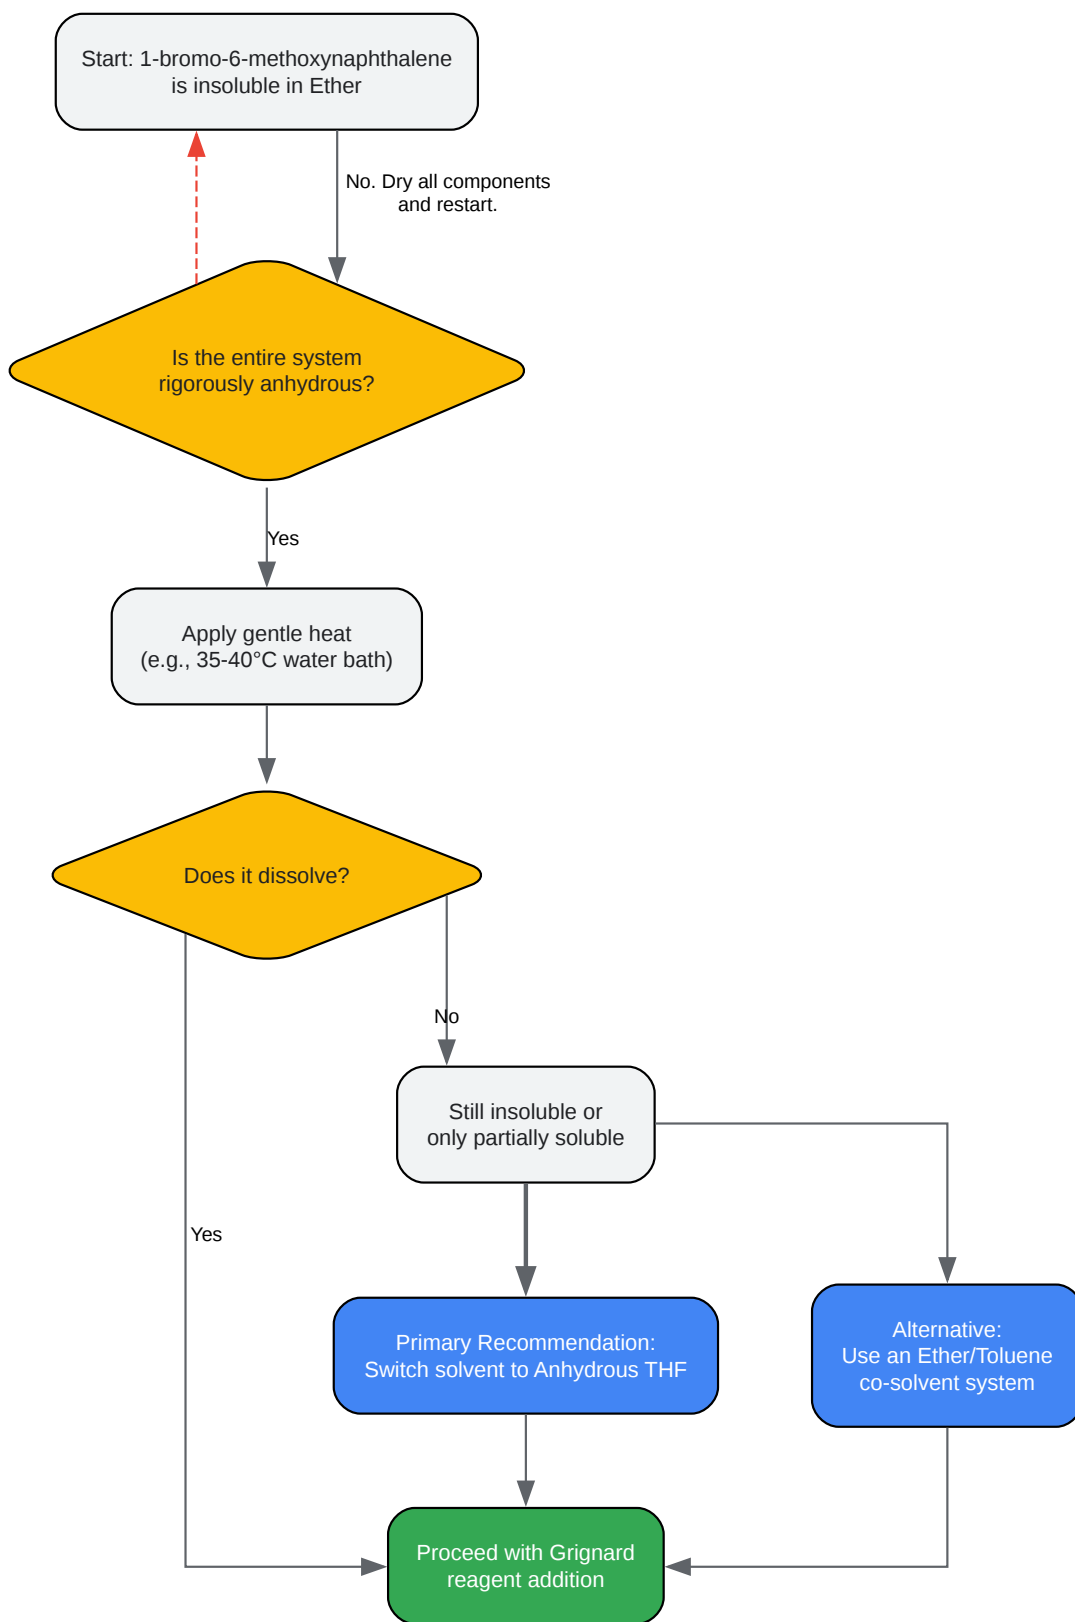 Start: 1-bromo-6-methoxynaphthalene
is insoluble in Ether
No. Dry all components
and restart.
Is the entire system
rigorously anhydrous?
Yes
Apply gentle heat
(e.g., 35-40°C water bath)
Does it dissolve?
No
Still insoluble or
only partially soluble
Yes
Primary Recommendation:
Switch solvent to Anhydrous THF
Alternative:
Use an Ether/Toluene
co-solvent system
Proceed with Grignard
reagent addition